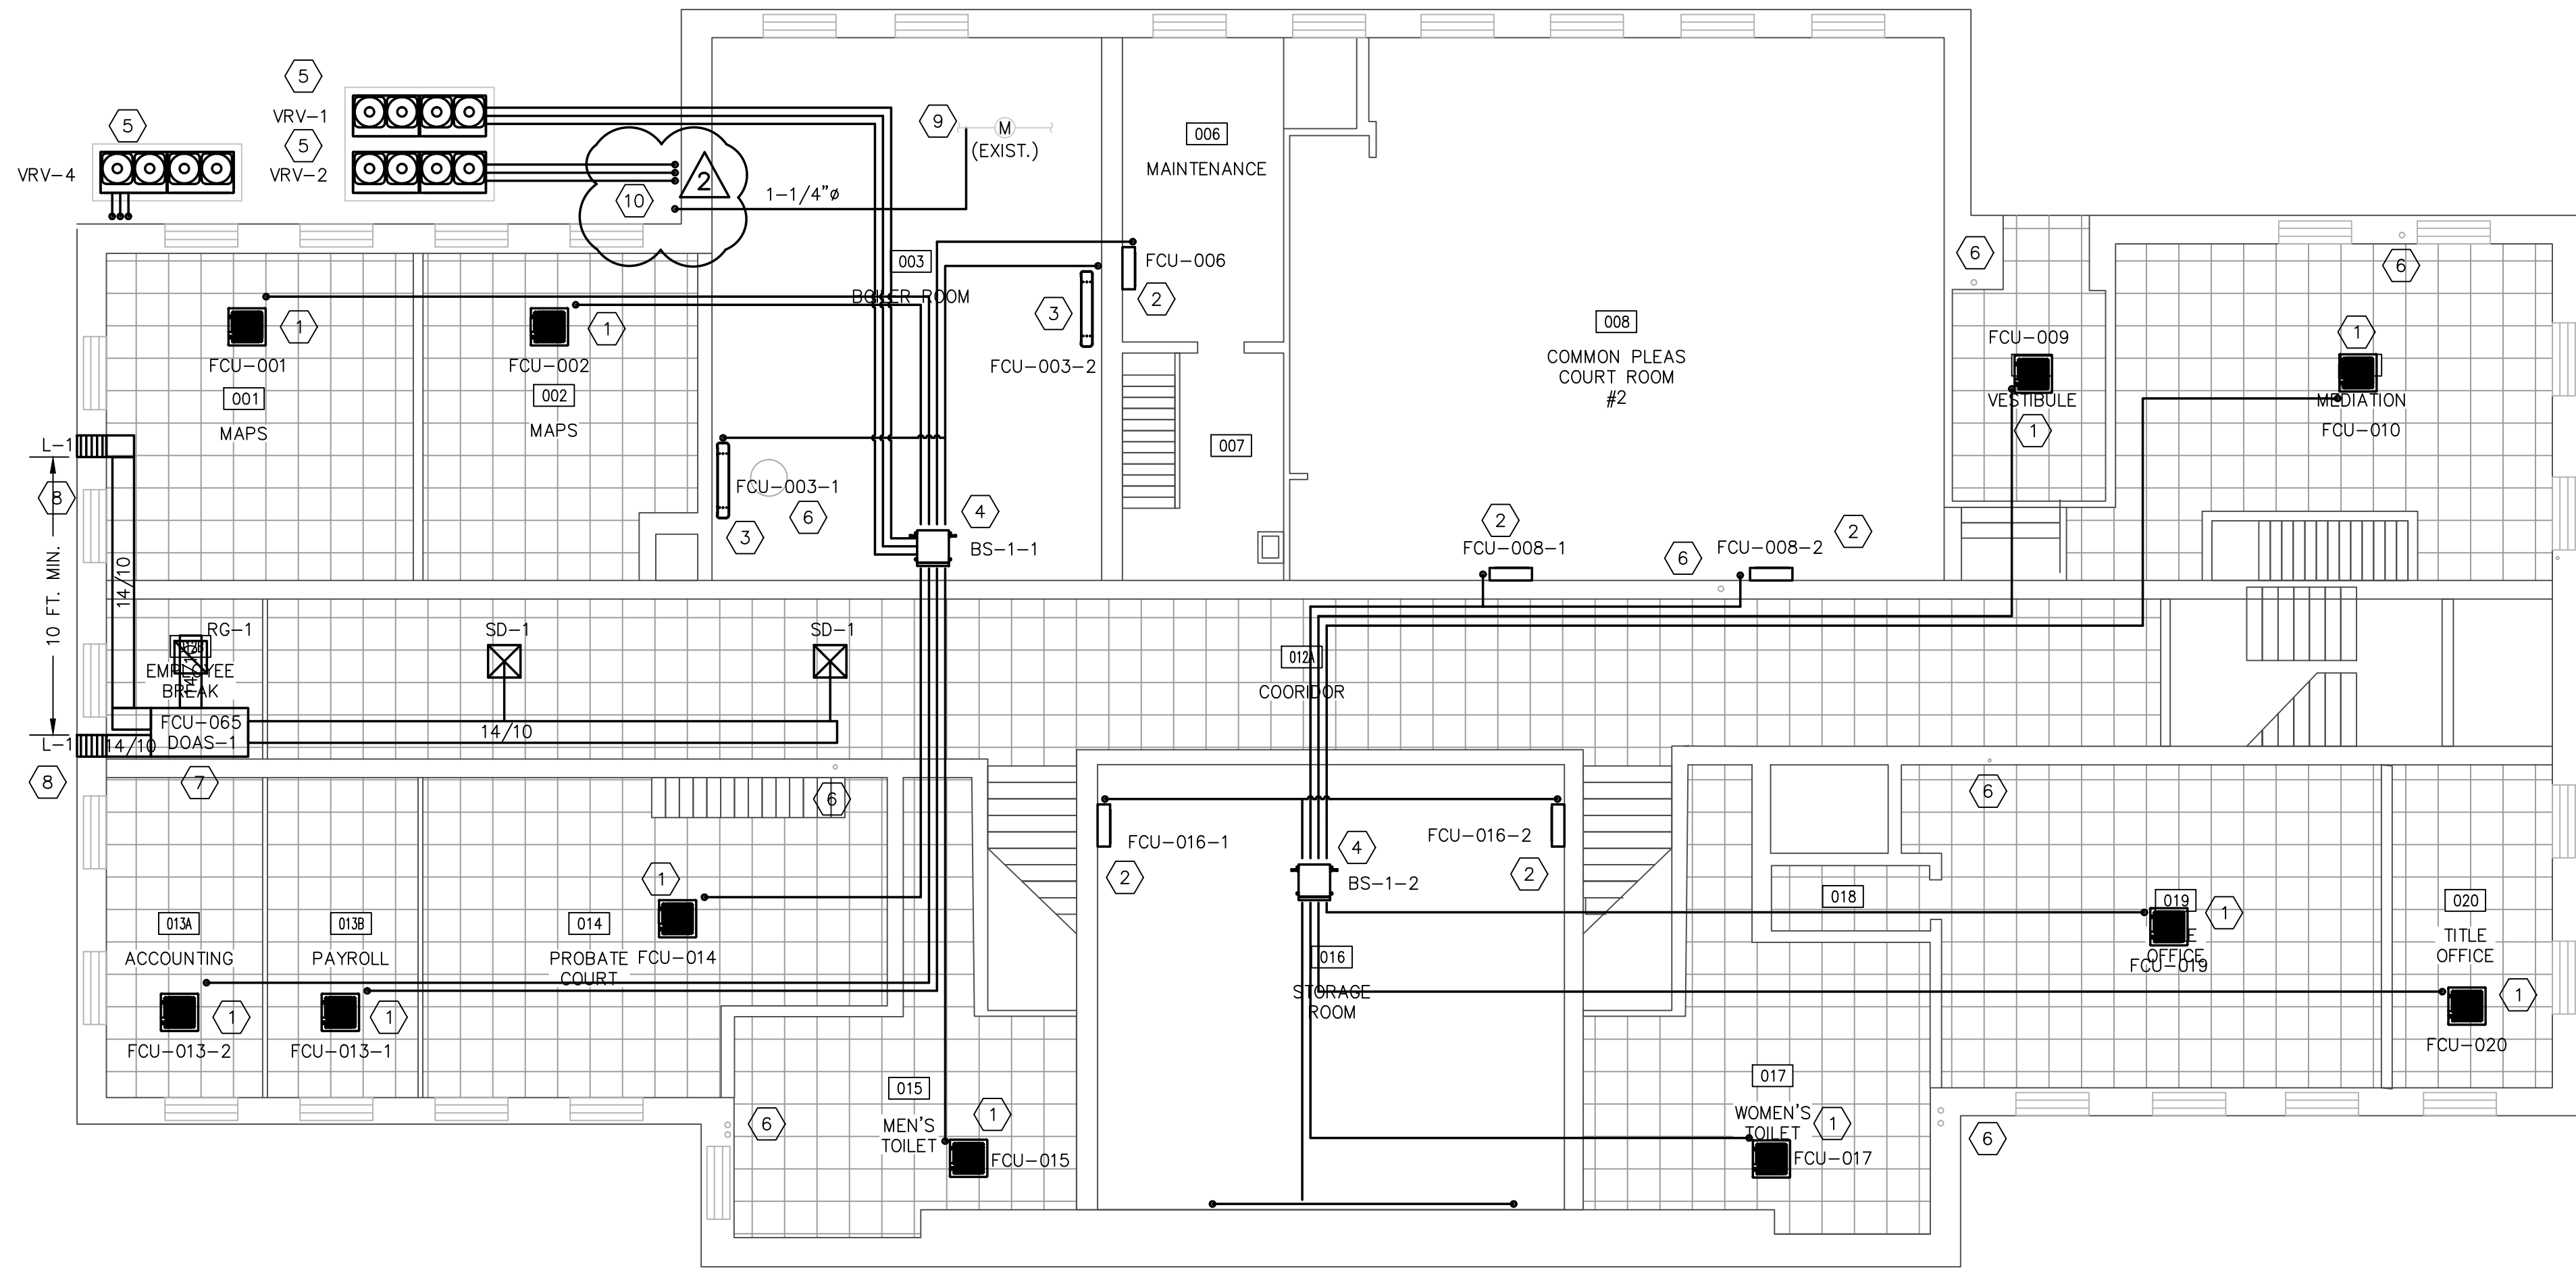 5
VRV-1
5
5
VRV-2
VRV-4
9
M
(EXIST.)
006
MAINTENANCE
2
10
1-1/4"ø
003
BOILER ROOM
FCU-006
2
3
FCU-003-2
6
6
1
FCU-001
001
MAPS
1
FCU-002
002
MAPS
008
COMMON PLEAS
COURT ROOM
#2
FCU-009
VESTIBULE
1
1
MEDIATION
FCU-010
007
L-1
8
10 FT. MIN.
14/10
FCU-003-1
6
3
4
BS-1-1
2
FCU-008-1
6
FCU-008-2
2
RG-1
012B
EMPLOYEE
BREAK
14/10
SD-1
SD-1
012A
COORIDOR
FCU-065
DOAS-1
14/10
14/10
L-1
8
7
6
6
1
FCU-016-1
2
FCU-016-2
2
4
BS-1-2
018
013A
ACCOUNTING
013B
PAYROLL
014
PROBATE
COURT
FCU-014
016
STORAGE
ROOM
019
OFFICE
FCU-019
1
020
TITLE
OFFICE
1
FCU-020
1
FCU-013-2
1
FCU-013-1
015
MEN'S
TOILET
1
FCU-015
6
017
WOMEN'S
TOILET
1
FCU-017
6